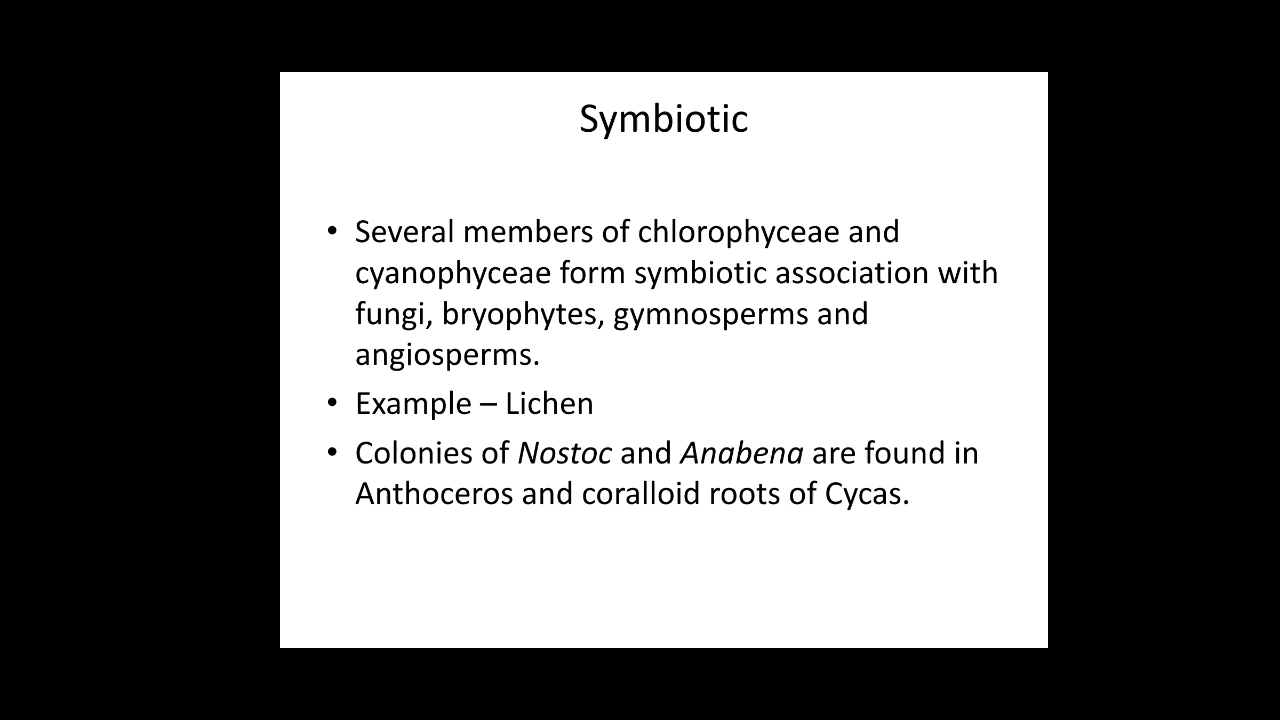 Symbiotic
• Several members of chlorophyceae and
cyanophyceae form symbiotic association with
fungi, bryophytes, gymnosperms and
angiosperms.
• Example – Lichen
• Colonies of Nostoc and Anabena are found in
Anthoceros and coralloid roots of Cycas.